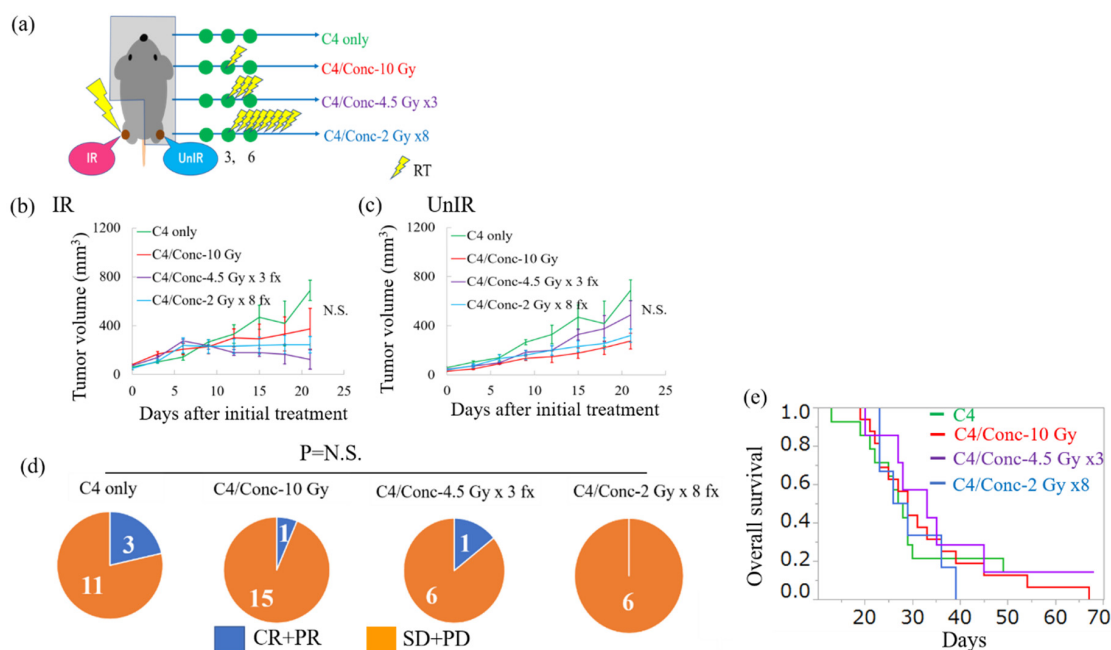 (a)
C4 only
C4/Conc-10 Gy
C4/Conc-4.5 Gy x3
C4/Conc-2 Gy x8
IR
UnIR
3, 6
RT
(b) IR
Tumor volume (mm³)
1200
800
400
0
C4 only
C4/Conc-10 Gy
C4/Conc-4.5 Gy x 3 fx
C4/Conc-2 Gy x 8 fx
N.S.
0 5 10 15 20 25
Days after initial treatment
(c) UnIR
Tumor volume (mm³)
1200
800
400
0
C4 only
C4/Conc-10 Gy
C4/Conc-4.5 Gy x 3 fx
C4/Conc-2 Gy x 8 fx
N.S.
0 5 10 15 20 25
Days after initial treatment
(d)
P=N.S.
C4 only C4/Conc-10 Gy C4/Conc-4.5 Gy x 3 fx C4/Conc-2 Gy x 8 fx
3
11
1
15
1
6
6
CR+PR SD+PD
(e)
Overall survival
1.0
0.8
0.6
0.4
0.2
0.0
C4
C4/Conc-10 Gy
C4/Conc-4.5 Gy x3
C4/Conc-2 Gy x8
20 30 40 50 60 70
Days